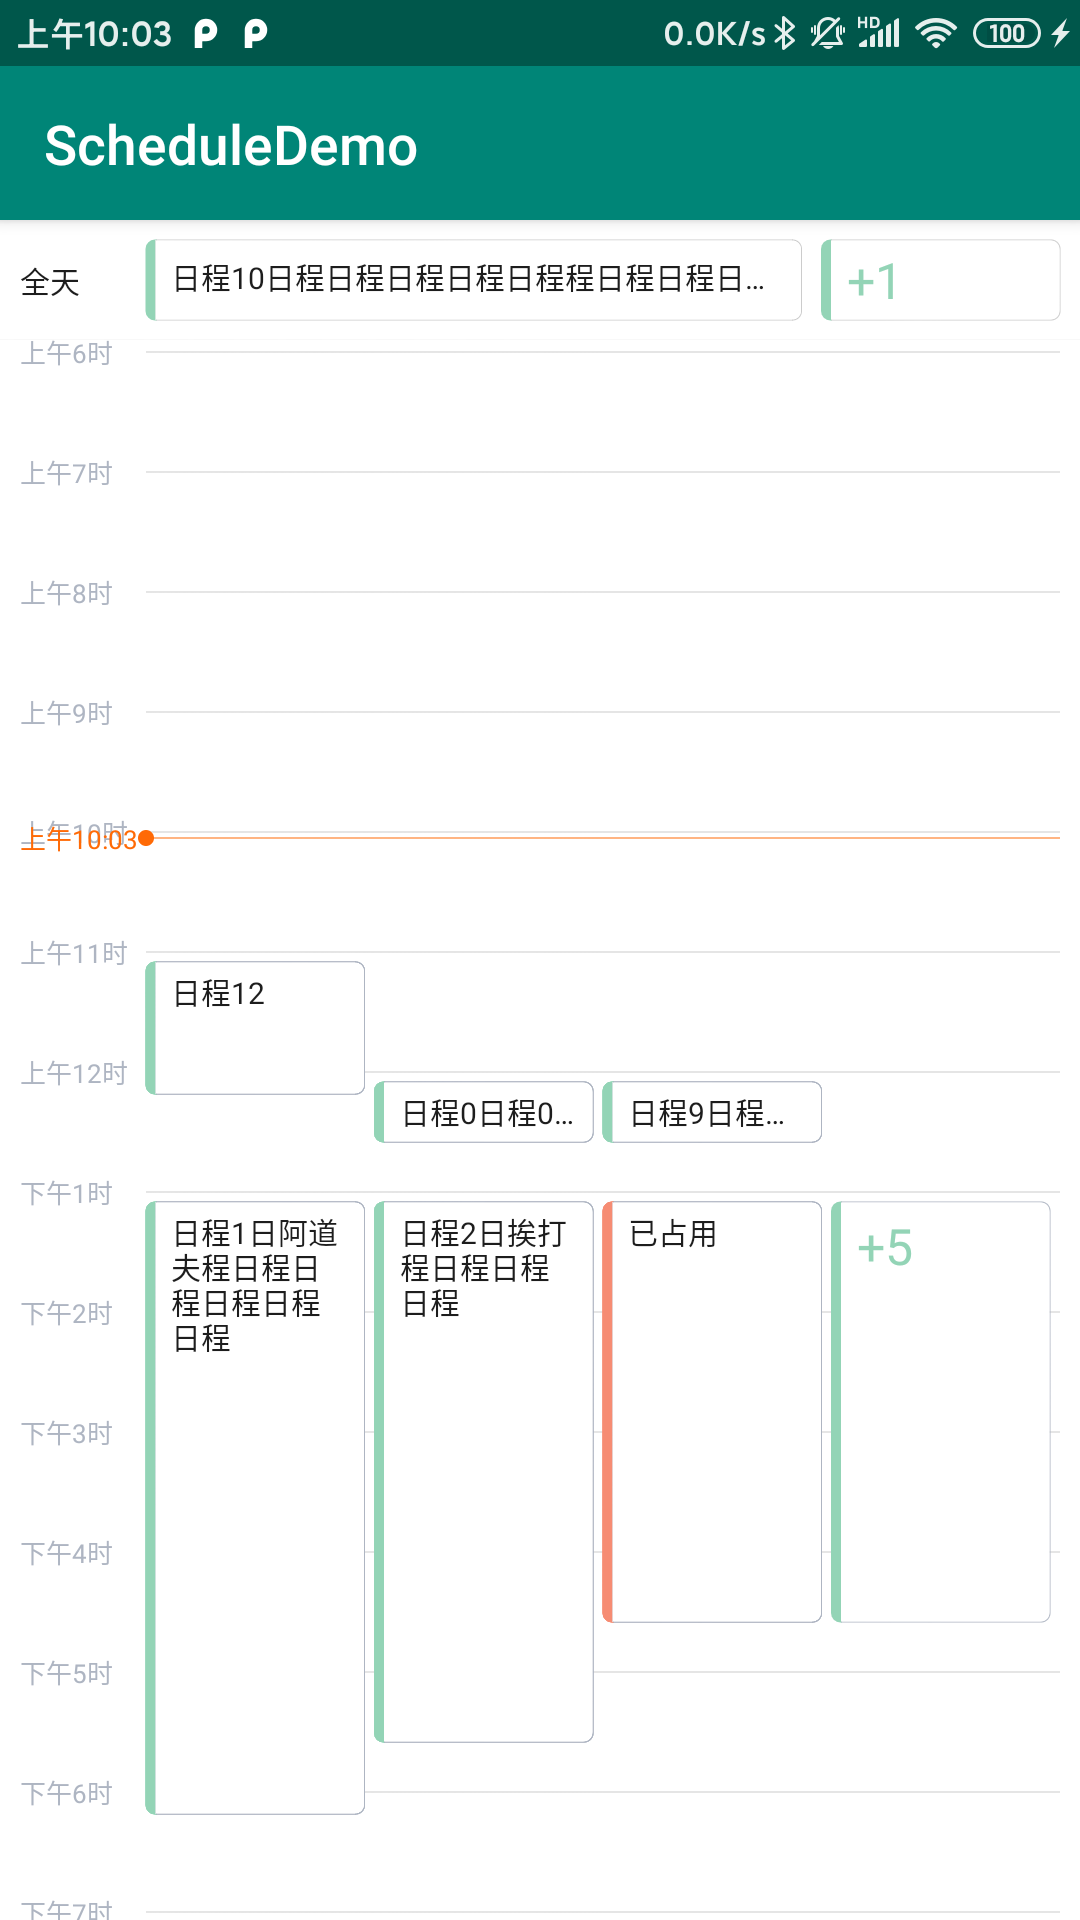 上午10:03 0.0K/s HD 100
ScheduleDemo
全天
日程10日程日程日程日程日程程日程日程日...
+1
上午6时
上午7时
上午8时
上午9时
上午10时
上午10:03
上午11时
日程12
上午12时
日程0日程0...
日程9日程...
下午1时
日程1日阿道
夫程日程日
程日程日程
日程
日程2日挨打
程日程日程
日程
已占用
+5
下午2时
下午3时
下午4时
下午5时
下午6时
下午7时